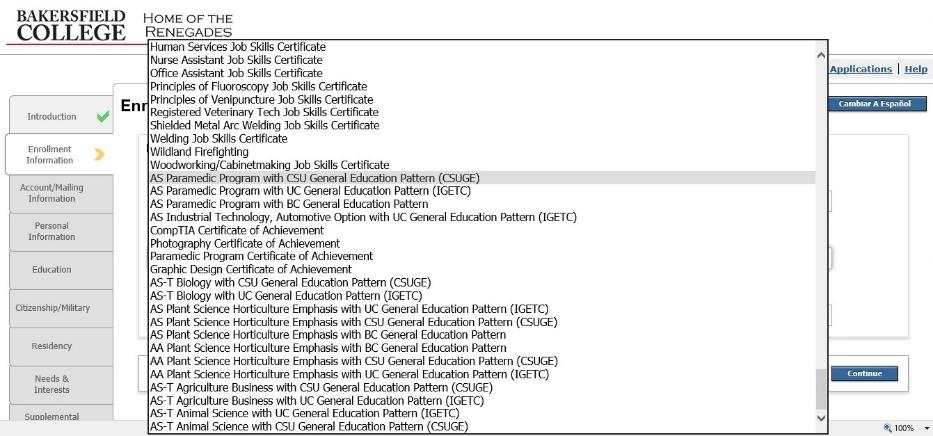 BAKERSFIELD
COLLEGE
HOME OF THE
RENEGADES
Applications | Help
Cambiar A Español
Introduction
Enrollment
Information
Account/Mailing
Information
Personal
Information
Education
Citizenship/Military
Residency
Needs &
Interests
Supplemental
Enr
Human Services Job Skills Certificate
Nurse Assistant Job Skills Certificate
Office Assistant Job Skills Certificate
Principles of Fluoroscopy Job Skills Certificate
Principles of Venipuncture Job Skills Certificate
Registered Veterinary Tech Job Skills Certificate
Shielded Metal Arc Welding Job Skills Certificate
Welding Job Skills Certificate
Wildland Firefighting
Woodworking/Cabinetmaking Job Skills Certificate
AS Paramedic Program with CSU General Education Pattern (CSUGE)
AS Paramedic Program with UC General Education Pattern (IGETC)
AS Paramedic Program with BC General Education Pattern
AS Industrial Technology, Automotive Option with UC General Education Pattern (IGETC)
CompTIA Certificate of Achievement
Photography Certificate of Achievement
Paramedic Program Certificate of Achievement
Graphic Design Certificate of Achievement
AS-T Biology with CSU General Education Pattern (CSUGE)
AS-T Biology with UC General Education Pattern (IGETC)
AS Plant Science Horticulture Emphasis with UC General Education Pattern (IGETC)
AS Plant Science Horticulture Emphasis with CSU General Education Pattern (CSUGE)
AS Plant Science Horticulture Emphasis with BC General Education Pattern
AA Plant Science Horticulture Emphasis with BC General Education Pattern
AA Plant Science Horticulture Emphasis with CSU General Education Pattern (CSUGE)
AA Plant Science Horticulture Emphasis with UC General Education Pattern (IGETC)
AS-T Agriculture Business with CSU General Education Pattern (CSUGE)
AS-T Agriculture Business with UC General Education Pattern (IGETC)
AS-T Animal Science with UC General Education Pattern (IGETC)
AS-T Animal Science with CSU General Education Pattern (CSUGE)
Continue
100%